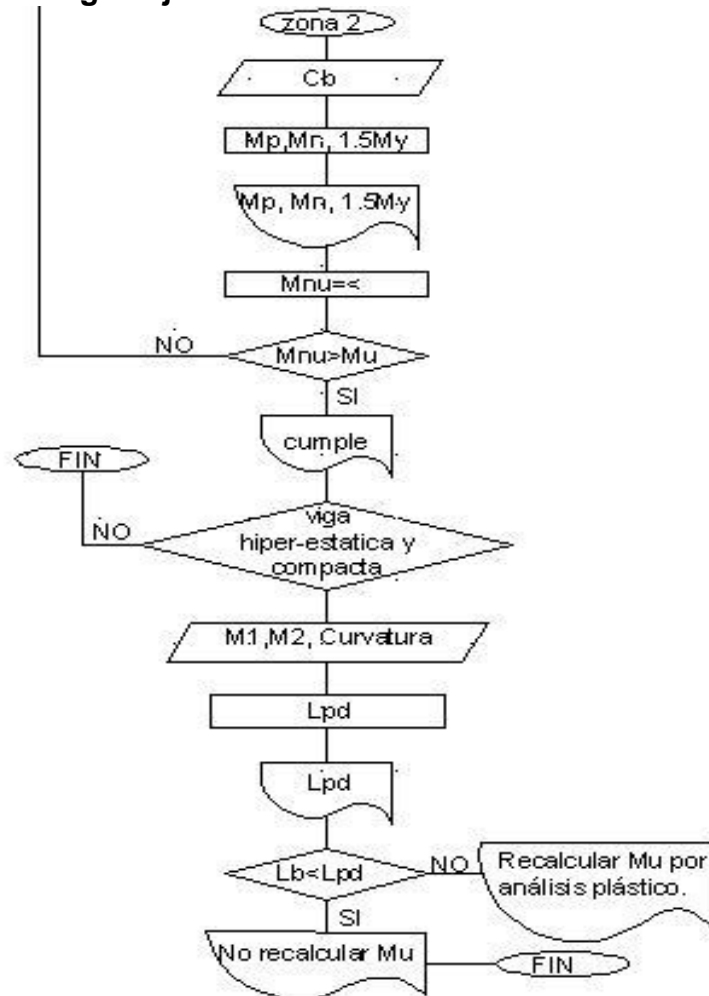 zona 2
Cb
Mp,Mn, 1.5My
Mp, Mn, 1.5My
Mnu=<
NO
Mnu>Mu
SI
cumple
FIN
NO
viga
hiper-estatica y
compacta
M1,M2, Curvatura
Lpd
Lpd
Lb<Lpd
NO
Recalcular Mu por
análisis plástico.
SI
No recalcular Mu
FIN